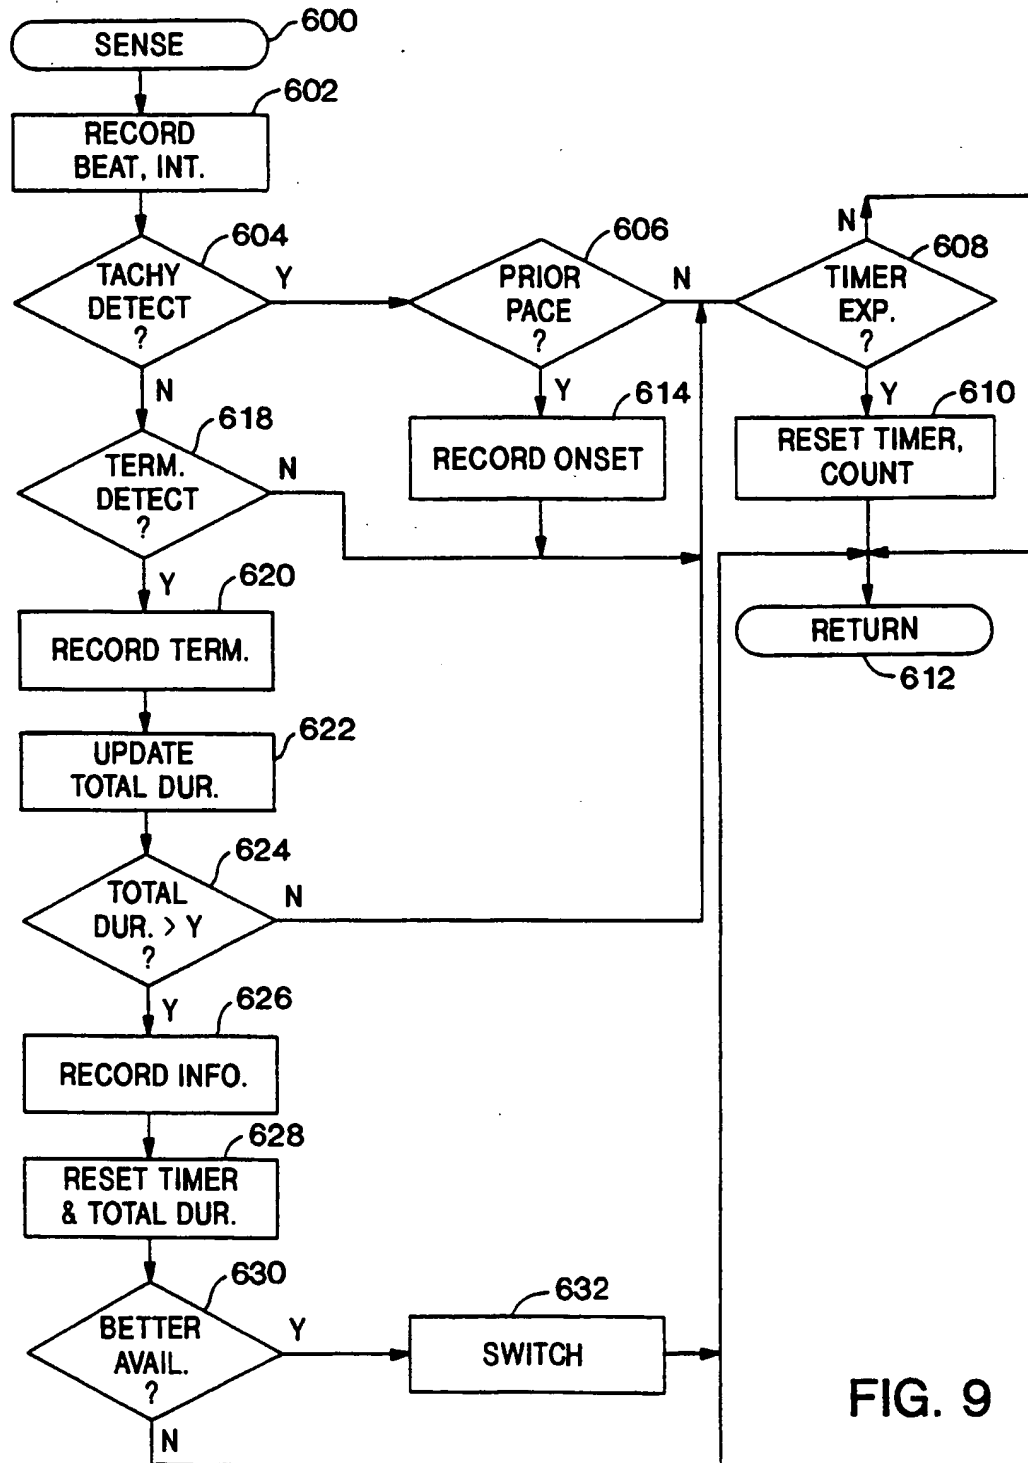 SENSE
600
RECORD
BEAT, INT.
602
TACHY
DETECT
?
604
Y
N
PRIOR
PACE
?
606
N
Y
TIMER
EXP.
?
608
N
Y
RECORD ONSET
614
RESET TIMER,
COUNT
610
TERM.
DETECT
?
618
N
Y
RETURN
612
RECORD TERM.
620
UPDATE
TOTAL DUR.
622
TOTAL
DUR. > Y
?
624
N
Y
RECORD INFO.
626
RESET TIMER
& TOTAL DUR.
628
BETTER
AVAIL.
?
630
Y
N
SWITCH
632
FIG. 9